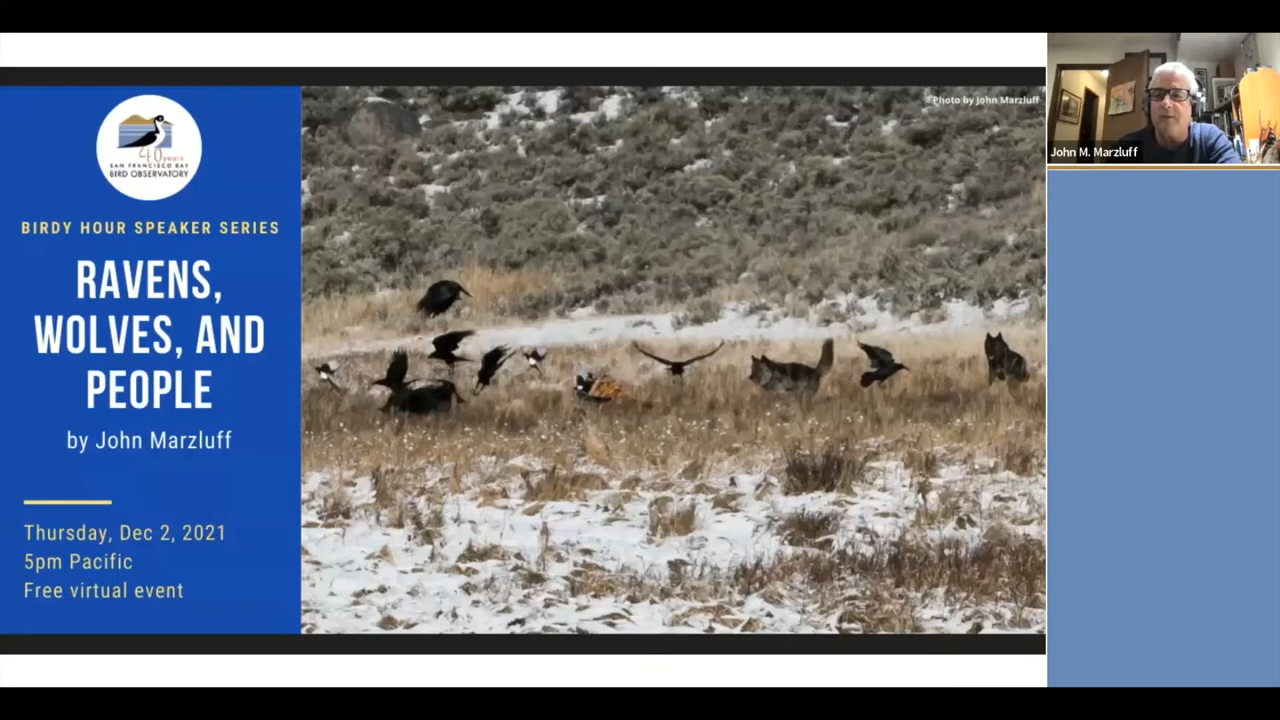 40 years
SAN FRANCISCO BAY
BIRD OBSERVATORY
BIRDY HOUR SPEAKER SERIES
RAVENS,
WOLVES, AND
PEOPLE
by John Marzluff
Thursday, Dec 2, 2021
5pm Pacific
Free virtual event
Photo by John Marzluff
John M. Marzluff